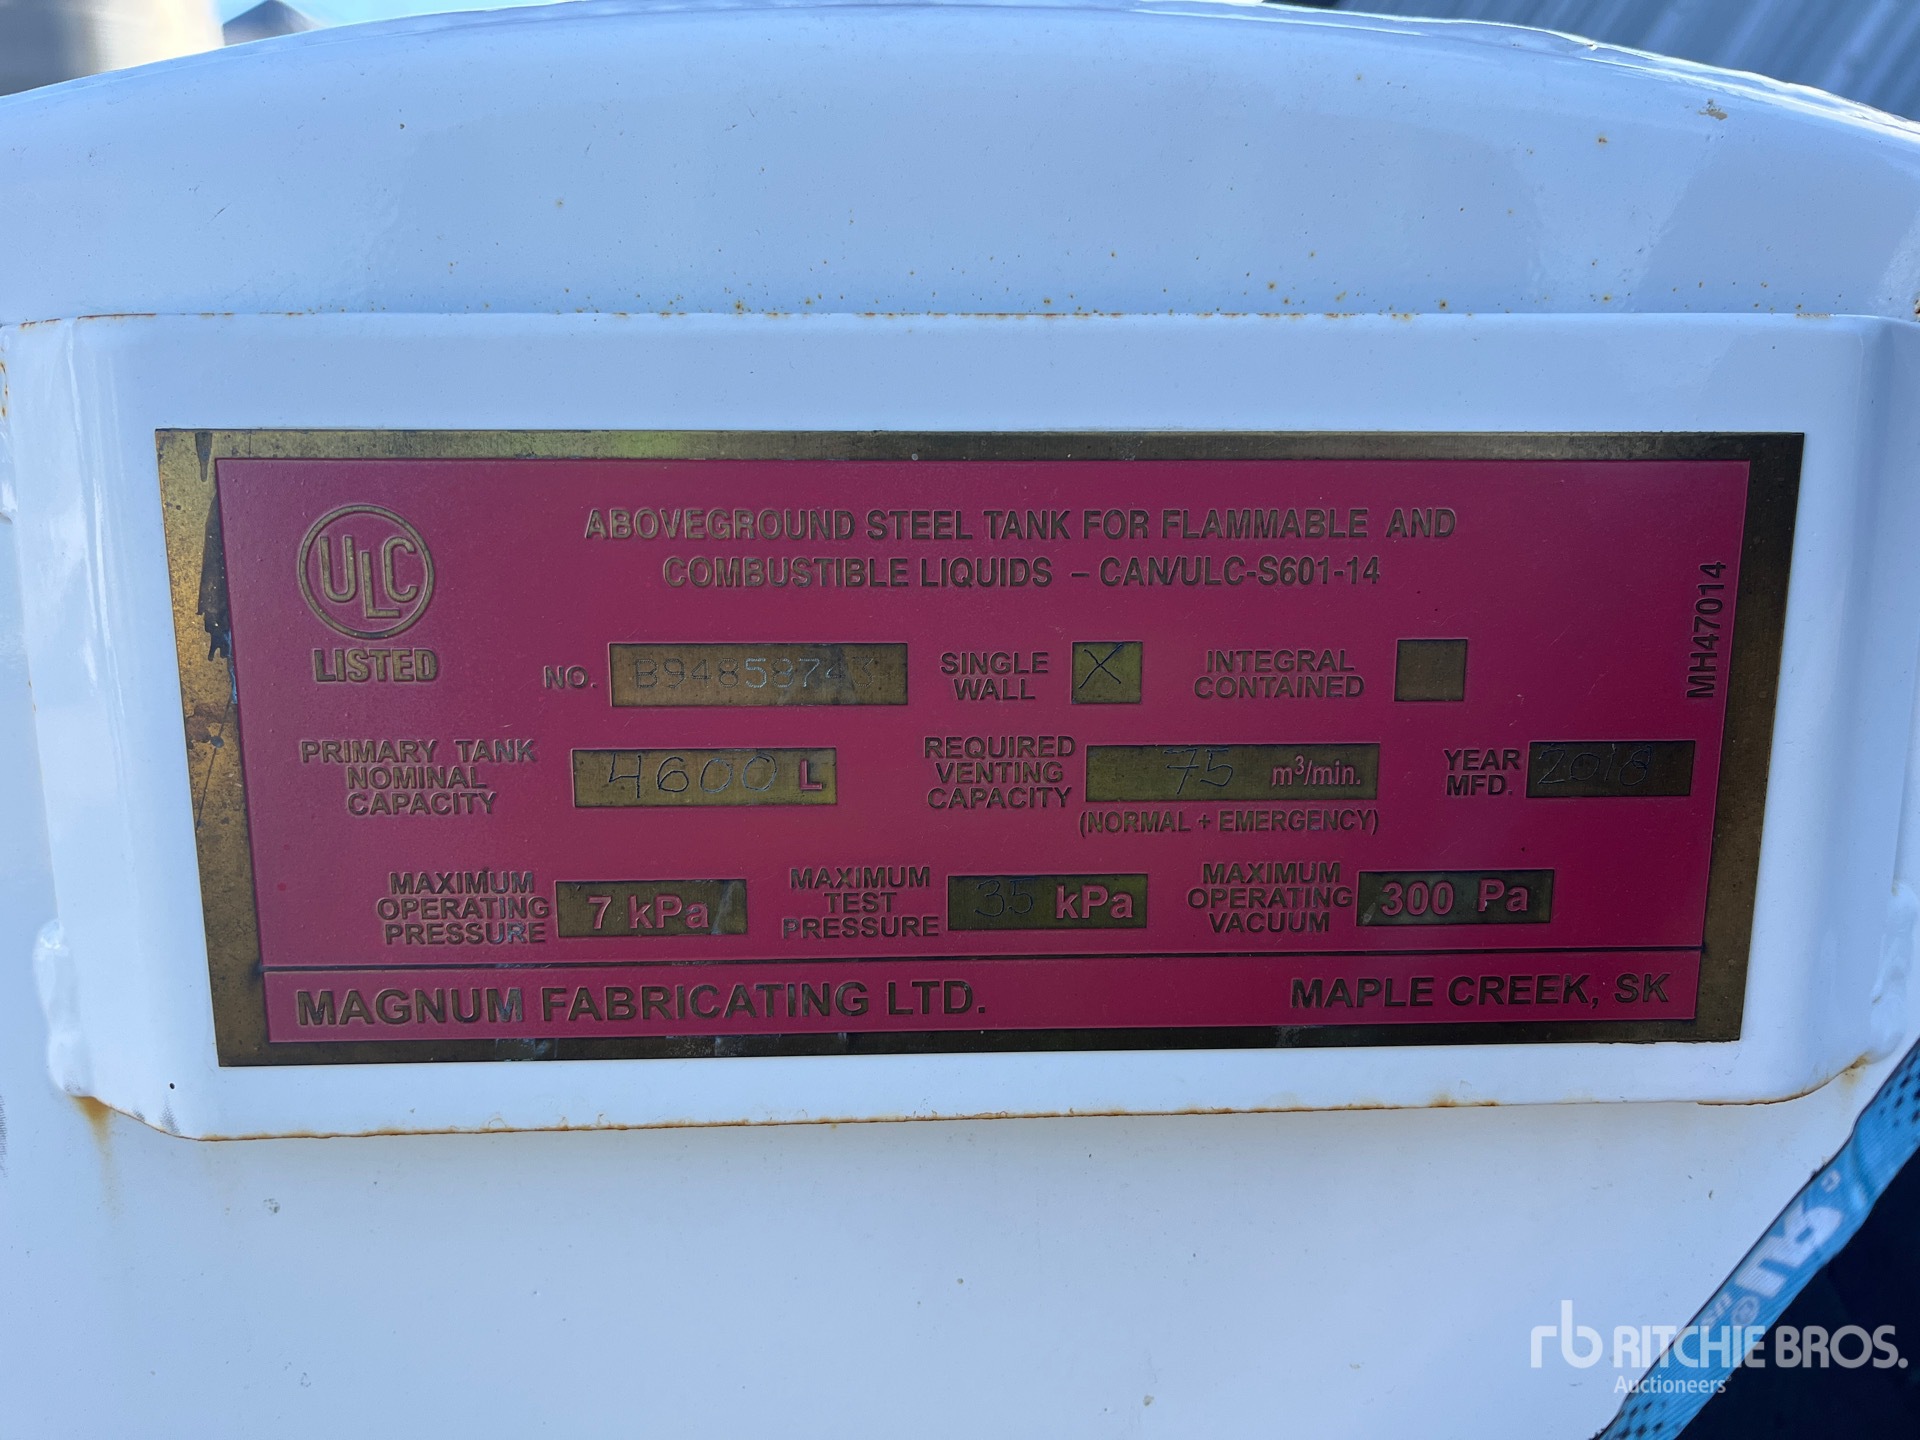 ULC
LISTED
ABOVEGROUND STEEL TANK FOR FLAMMABLE AND
COMBUSTIBLE LIQUIDS – CAN/ULC-S601-14
MH47014
NO. B94858743
SINGLE
WALL X
INTEGRAL
CONTAINED
PRIMARY TANK
NOMINAL
CAPACITY
4600 L
REQUIRED
VENTING
CAPACITY
75 m³/min.
(NORMAL + EMERGENCY)
YEAR
MFD. 2018
MAXIMUM
OPERATING
PRESSURE
7 kPa
MAXIMUM
TEST
PRESSURE
35 kPa
MAXIMUM
OPERATING
VACUUM
300 Pa
MAGNUM FABRICATING LTD. MAPLE CREEK, SK
rb RITCHIE BROS.
Auctioneers